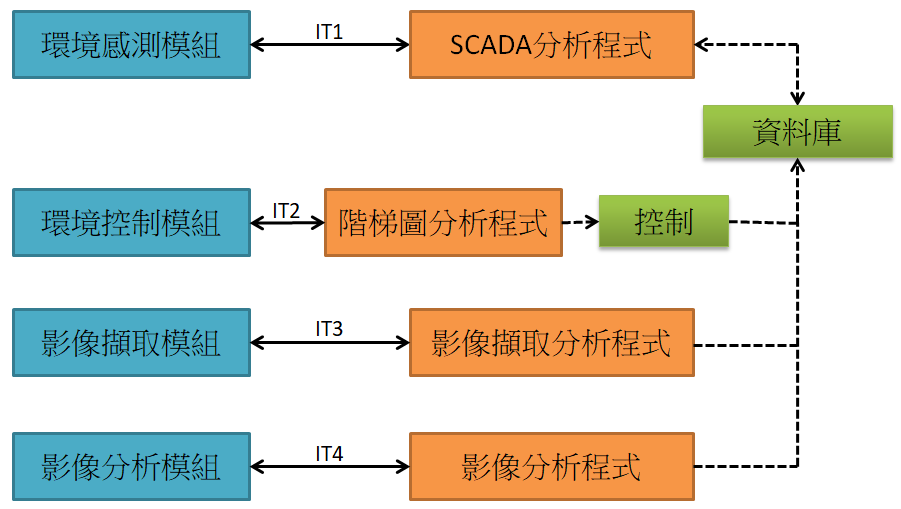 環境感測模組
IT1
SCADA分析程式
資料庫
環境控制模組
IT2
階梯圖分析程式
控制
影像擷取模組
IT3
影像擷取分析程式
影像分析模組
IT4
影像分析程式